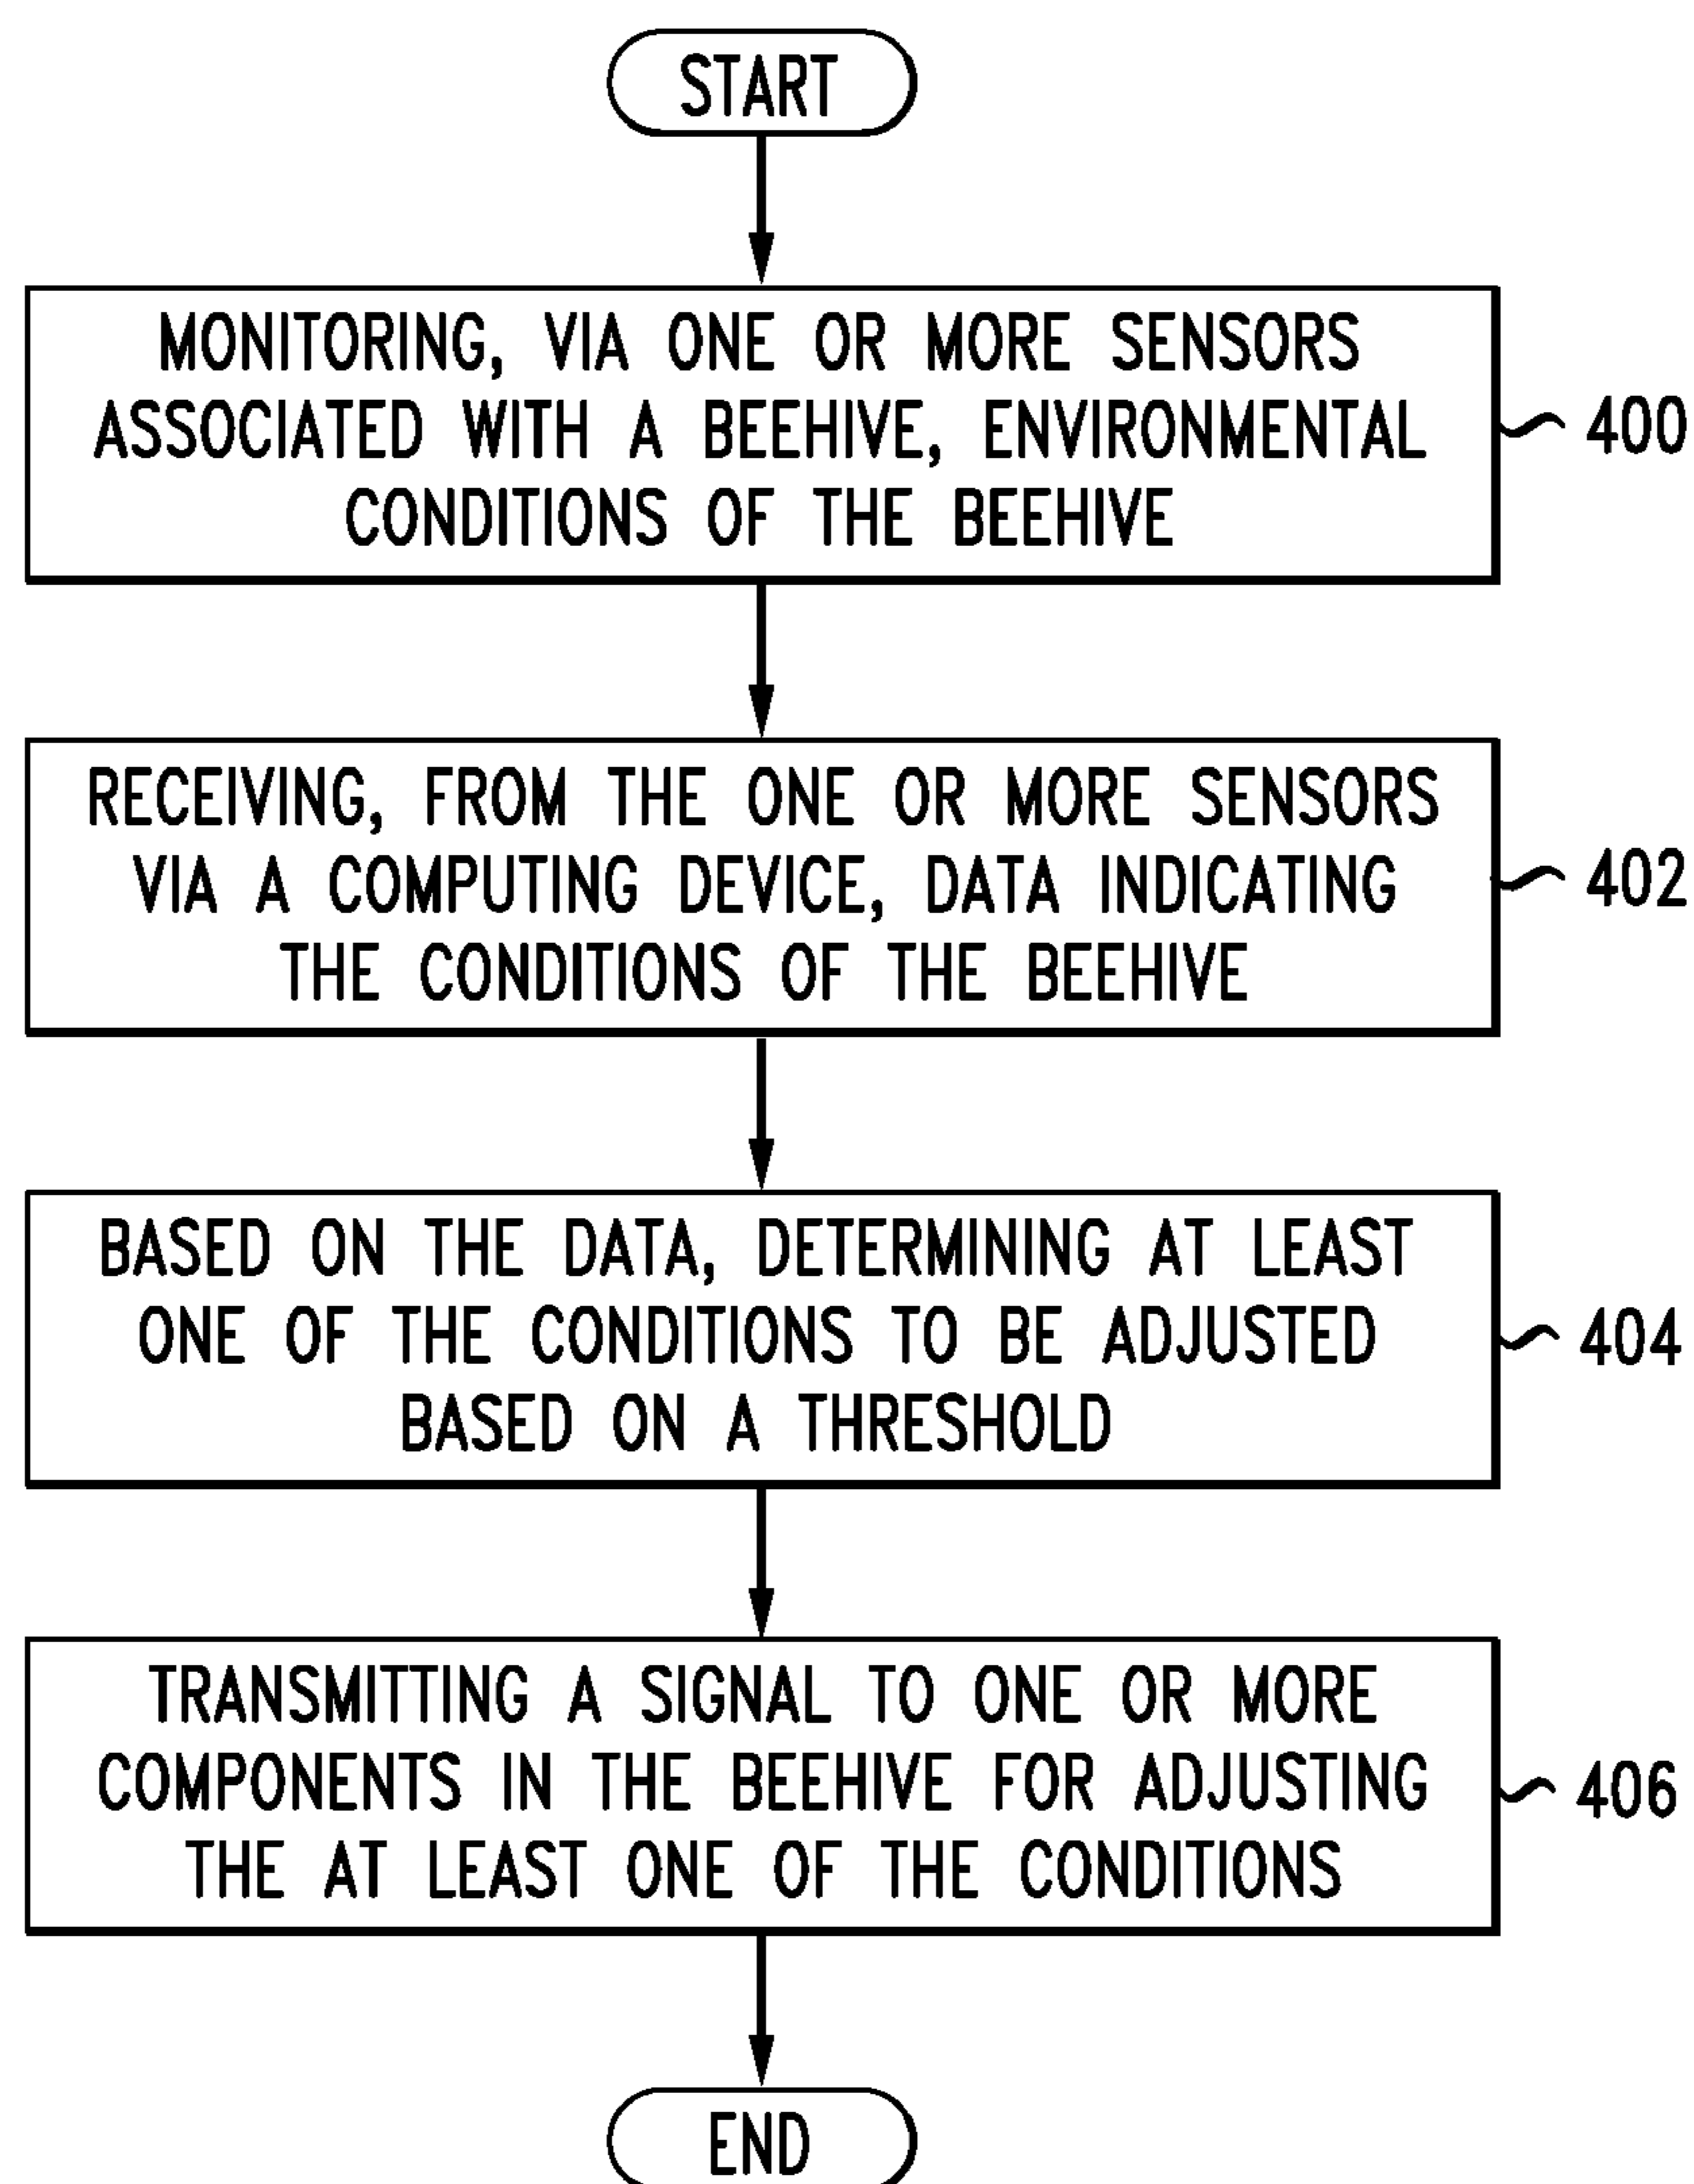 START
MONITORING, VIA ONE OR MORE SENSORS
ASSOCIATED WITH A BEEHIVE, ENVIRONMENTAL
CONDITIONS OF THE BEEHIVE
400
RECEIVING, FROM THE ONE OR MORE SENSORS
VIA A COMPUTING DEVICE, DATA INDICATING
THE CONDITIONS OF THE BEEHIVE
402
BASED ON THE DATA, DETERMINING AT LEAST
ONE OF THE CONDITIONS TO BE ADJUSTED
BASED ON A THRESHOLD
404
TRANSMITTING A SIGNAL TO ONE OR MORE
COMPONENTS IN THE BEEHIVE FOR ADJUSTING
THE AT LEAST ONE OF THE CONDITIONS
406
END